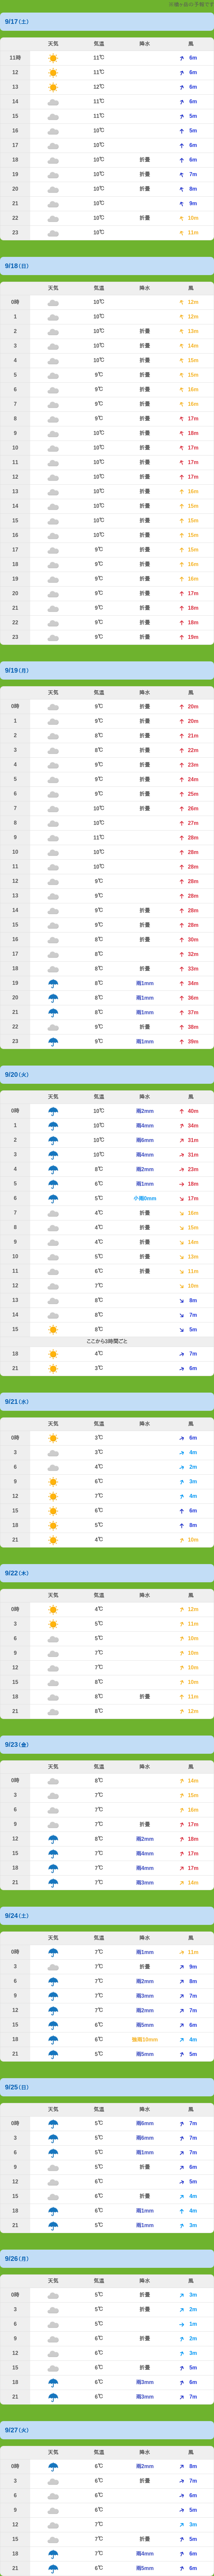 9/17(土)
天気 気温 降水 風
11時 11℃ 6m
12 11℃ 6m
13 12℃ 6m
14 11℃ 6m
15 11℃ 5m
16 10℃ 5m
17 10℃ 6m
18 10℃ 折畳 6m
19 10℃ 折畳 7m
20 10℃ 折畳 8m
21 10℃ 9m
22 10℃ 折畳 10m
23 10℃ 11m
9/18(日)
天気 気温 降水 風
0時 10℃ 12m
1 10℃ 12m
2 10℃ 折畳 13m
3 10℃ 折畳 14m
4 10℃ 折畳 15m
5 9℃ 折畳 15m
6 9℃ 折畳 16m
7 9℃ 折畳 16m
8 9℃ 折畳 17m
9 10℃ 折畳 18m
10 10℃ 折畳 17m
11 10℃ 折畳 17m
12 10℃ 折畳 17m
13 10℃ 折畳 16m
14 10℃ 折畳 15m
15 10℃ 折畳 15m
16 10℃ 折畳 15m
17 9℃ 折畳 15m
18 9℃ 折畳 16m
19 9℃ 折畳 16m
20 9℃ 折畳 17m
21 9℃ 折畳 18m
22 9℃ 折畳 18m
23 9℃ 折畳 19m
9/19(月)
天気 気温 降水 風
0時 9℃ 折畳 20m
1 9℃ 折畳 20m
2 8℃ 折畳 21m
3 8℃ 折畳 22m
4 9℃ 折畳 23m
5 9℃ 折畳 24m
6 9℃ 折畳 25m
7 10℃ 折畳 26m
8 10℃ 27m
9 11℃ 28m
10 10℃ 28m
11 10℃ 28m
12 9℃ 28m
13 9℃ 28m
14 9℃ 折畳 28m
15 9℃ 折畳 28m
16 8℃ 折畳 30m
17 8℃ 32m
18 8℃ 折畳 33m
19 8℃ 雨1mm 34m
20 8℃ 雨1mm 36m
21 8℃ 雨1mm 37m
22 9℃ 折畳 38m
23 9℃ 雨1mm 39m
9/20(火)
天気 気温 降水 風
0時 10℃ 雨2mm 40m
1 10℃ 雨4mm 34m
2 10℃ 雨6mm 31m
3 10℃ 雨4mm 31m
4 8℃ 雨2mm 23m
5 6℃ 雨1mm 18m
6 5℃ 小雨0mm 17m
7 4℃ 折畳 16m
8 4℃ 折畳 15m
9 4℃ 折畳 14m
10 5℃ 折畳 13m
11 6℃ 折畳 11m
12 7℃ 10m
13 8℃ 8m
14 8℃ 7m
15 8℃ 5m
ここから3時間ごと
18 4℃ 7m
21 3℃ 6m
9/21(水)
天気 気温 降水 風
0時 3℃ 6m
3 3℃ 4m
6 4℃ 2m
9 6℃ 3m
12 7℃ 4m
15 6℃ 6m
18 5℃ 8m
21 4℃ 10m
9/22(木)
天気 気温 降水 風
0時 4℃ 12m
3 5℃ 11m
6 5℃ 10m
9 7℃ 10m
12 7℃ 10m
15 8℃ 10m
18 8℃ 折畳 11m
21 8℃ 12m
9/23(金)
天気 気温 降水 風
0時 8℃ 14m
3 7℃ 15m
6 7℃ 16m
9 7℃ 折畳 17m
12 8℃ 雨2mm 18m
15 7℃ 雨4mm 17m
18 7℃ 雨4mm 17m
21 7℃ 雨3mm 14m
9/24(土)
天気 気温 降水 風
0時 7℃ 雨1mm 11m
3 7℃ 折畳 9m
6 7℃ 雨2mm 8m
9 7℃ 雨3mm 7m
12 7℃ 雨2mm 7m
15 6℃ 雨5mm 6m
18 6℃ 強雨10mm 4m
21 6℃ 雨5mm 5m
9/25(日)
天気 気温 降水 風
0時 5℃ 雨6mm 7m
3 5℃ 雨6mm 7m
6 5℃ 雨1mm 7m
9 5℃ 折畳 6m
12 6℃ 5m
15 6℃ 折畳 4m
18 6℃ 雨1mm 4m
21 6℃ 雨1mm 3m
9/26(月)
天気 気温 降水 風
0時 5℃ 折畳 3m
3 5℃ 折畳 2m
6 5℃ 1m
9 6℃ 折畳 2m
12 6℃ 3m
15 6℃ 折畳 5m
18 6℃ 雨3mm 6m
21 6℃ 雨3mm 7m
9/27(火)
天気 気温 降水 風
0時 6℃ 雨2mm 8m
3 6℃ 折畳 7m
6 6℃ 6m
9 6℃ 5m
12 7℃ 3m
15 7℃ 折畳 5m
18 7℃ 雨4mm 6m
21 6℃ 雨5mm 6m